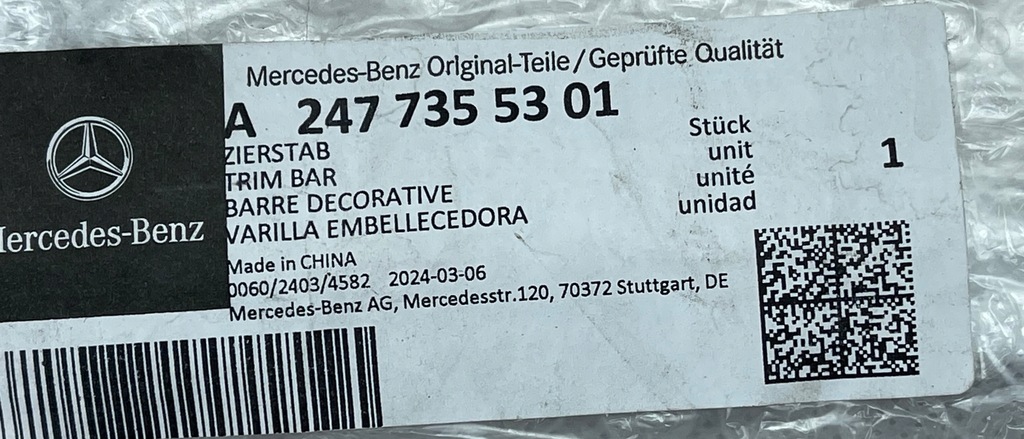 Mercedes-Benz Original-Teile/Geprüfte Qualität
A 247 735 53 01
ZIERSTAB
TRIM BAR
BARRE DECORATIVE
VARILLA EMBELLECEDORA
Stück
unit
unité
unidad
1
Made in CHINA
0060/2403/4582 2024-03-06
Mercedes-Benz AG, Mercedesstr.120, 70372 Stuttgart, DE
Mercedes-Benz